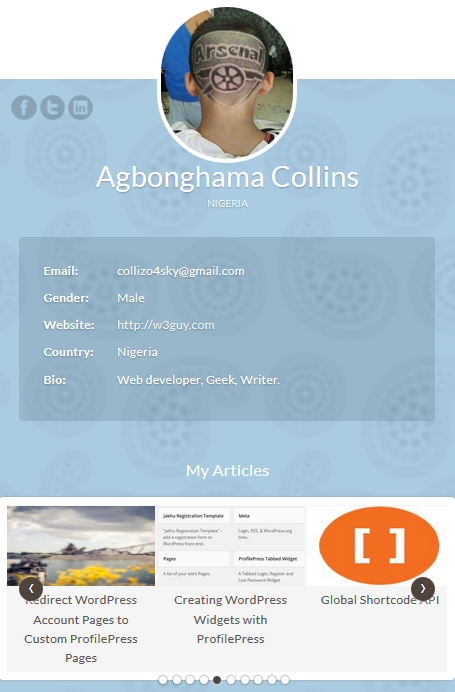 Arsenal
Agbonghama Collins
NIGERIA
Email: collizo4sky@gmail.com
Gender: Male
Website: http://w3guy.com
Country: Nigeria
Bio: Web developer, Geek, Writer.
My Articles
Jakhu Registration Template
"Jakhu Registration Template" -
add a registration form to
WordPress front-end.
Meta
Login, RSS, & WordPress.org
links.
Pages
A list of your site's Pages.
ProfilePress Tabbed Widget
A Tabbed Login, Register and
Lost Password Widget
[ ]
Redirect WordPress
Account Pages to
Custom ProfilePress
Pages
Creating WordPress
Widgets with
ProfilePress
Global Shortcode API